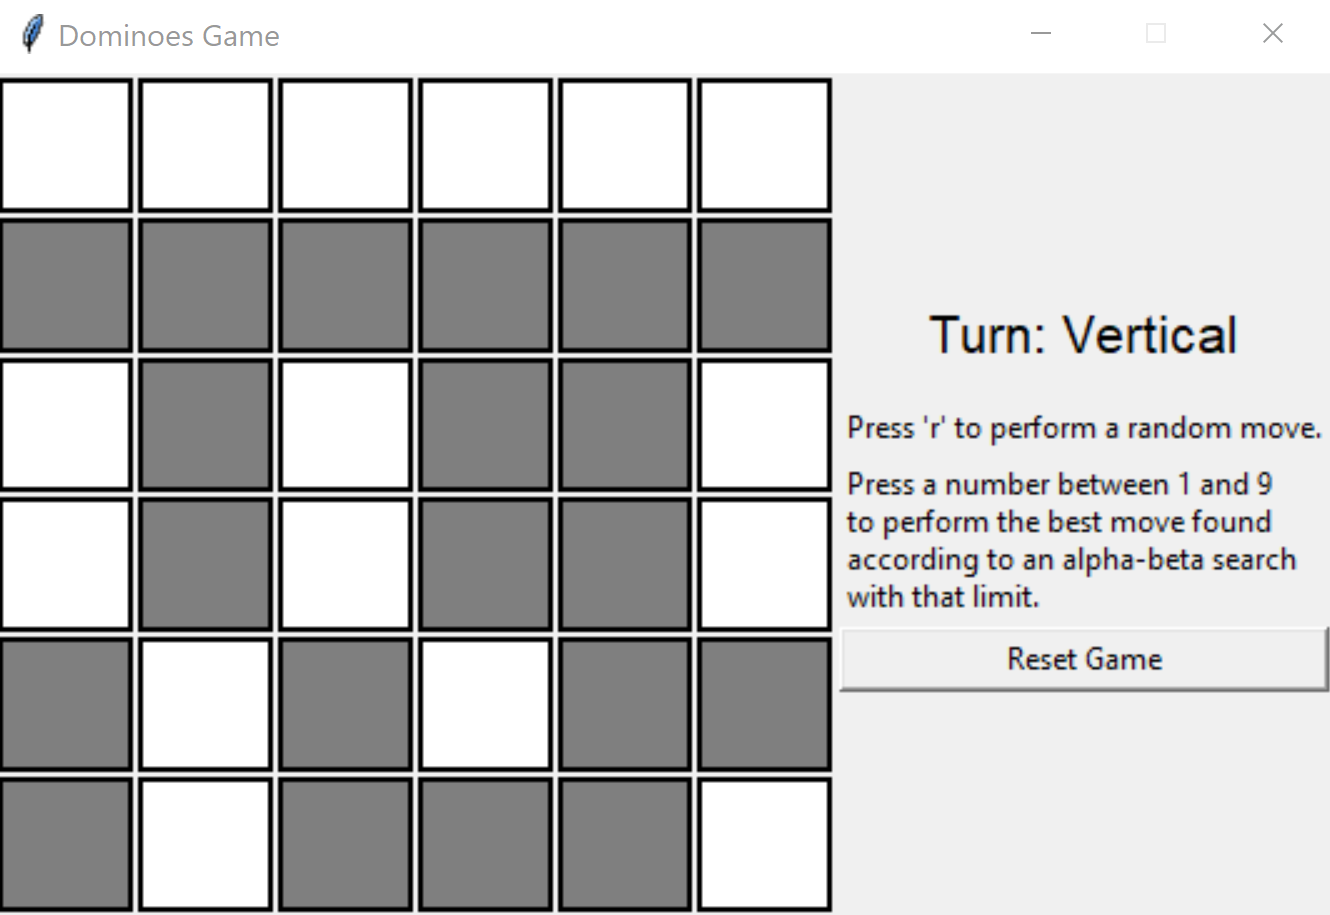 Dominoes Game
Turn: Vertical
Press 'r' to perform a random move.
Press a number between 1 and 9
to perform the best move found
according to an alpha-beta search
with that limit.
Reset Game